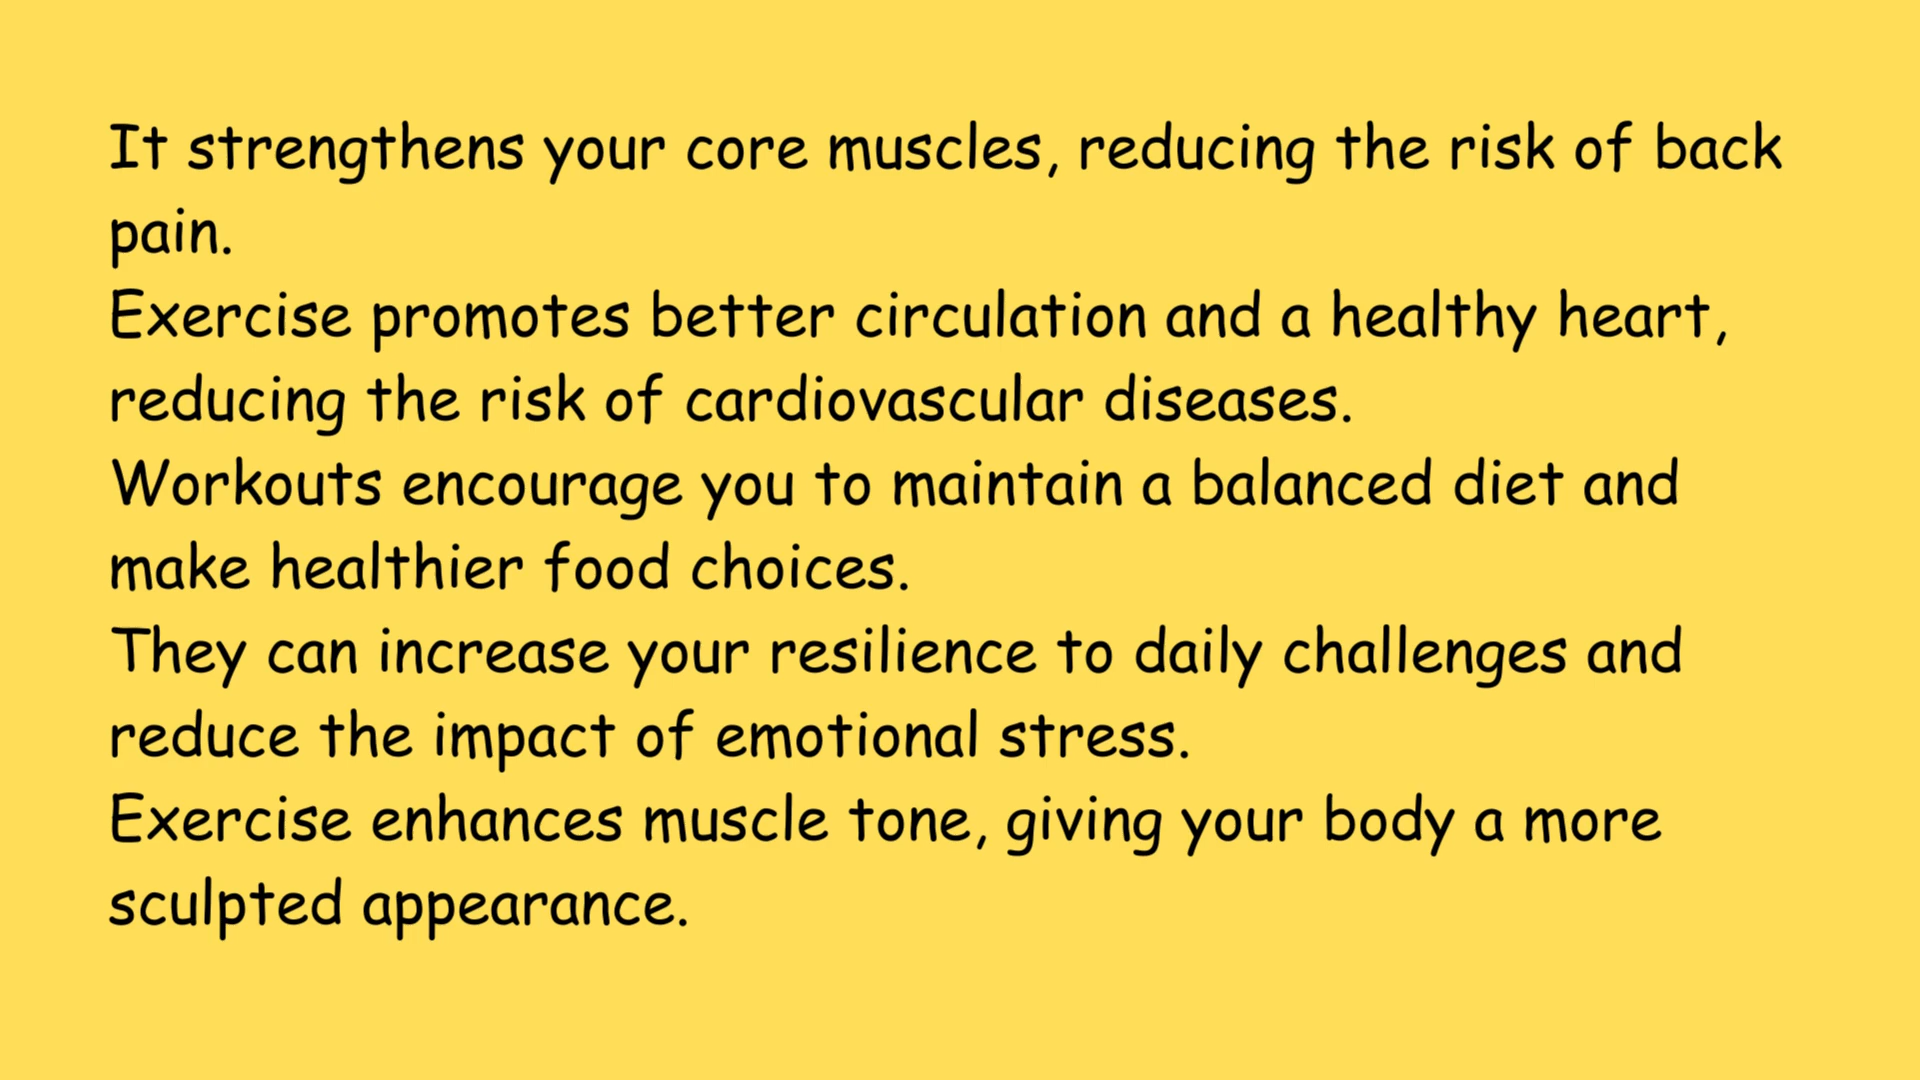 It strengthens your core muscles, reducing the risk of back
pain.
Exercise promotes better circulation and a healthy heart,
reducing the risk of cardiovascular diseases.
Workouts encourage you to maintain a balanced diet and
make healthier food choices.
They can increase your resilience to daily challenges and
reduce the impact of emotional stress.
Exercise enhances muscle tone, giving your body a more
sculpted appearance.